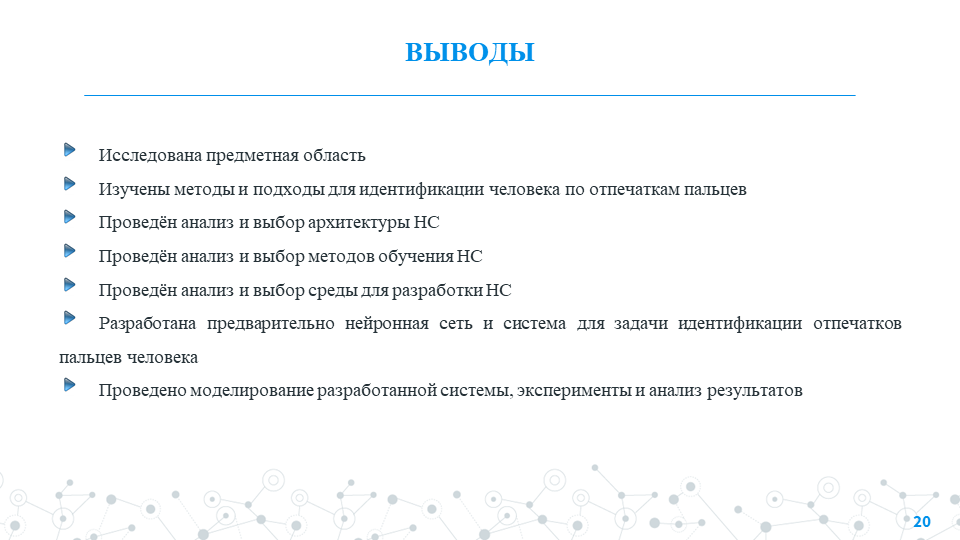 ВЫВОДЫ
Исследована предметная область
Изучены методы и подходы для идентификации человека по отпечаткам пальцев
Проведён анализ и выбор архитектуры НС
Проведён анализ и выбор методов обучения НС
Проведён анализ и выбор среды для разработки НС
Разработана предварительно нейронная сеть и система для задачи идентификации отпечатков
пальцев человека
Проведено моделирование разработанной системы, эксперименты и анализ результатов
20